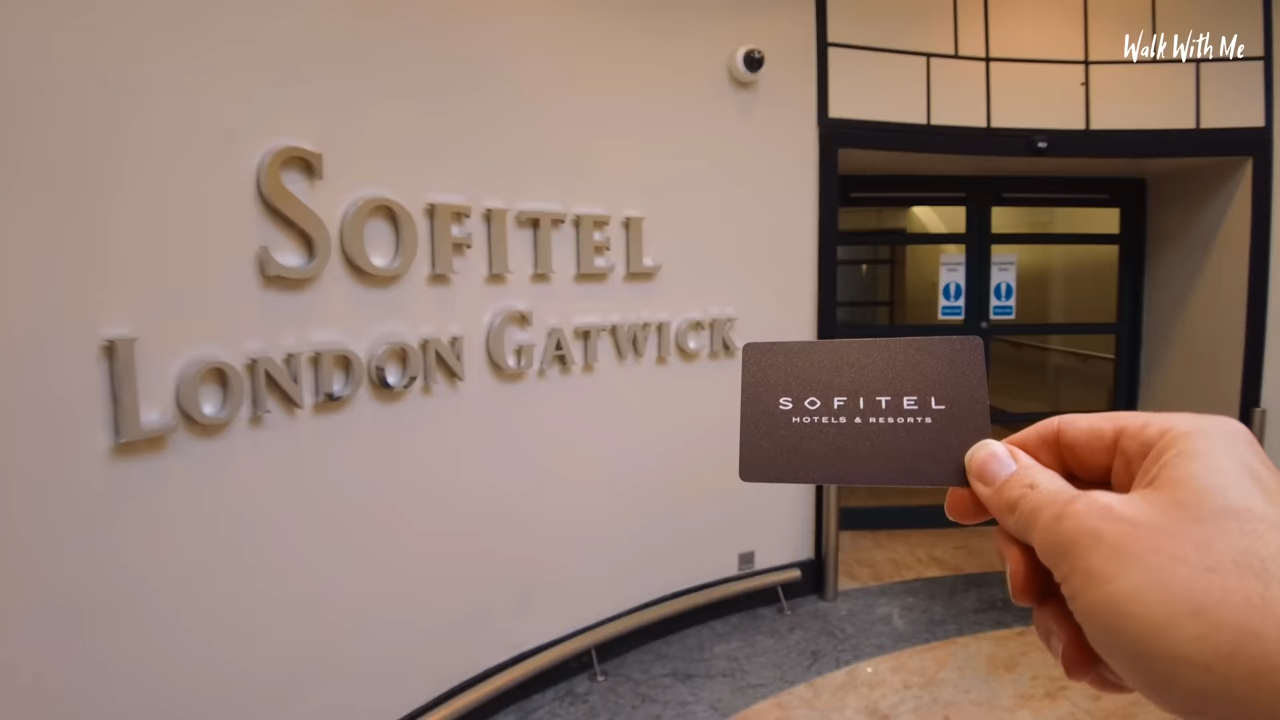 Walk With Me
SOFITEL
LONDON GATWICK
SOFITEL
HOTELS & RESORTS